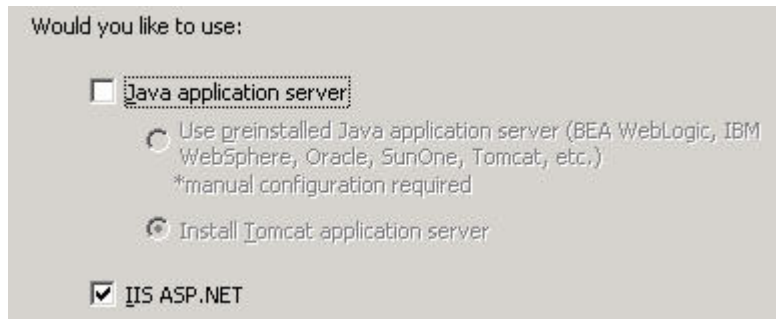 Would you like to use:
Java application server
Use preinstalled Java application server (BEA WebLogic, IBM
WebSphere, Oracle, SunOne, Tomcat, etc.)
*manual configuration required
Install Tomcat application server
IIS ASP.NET